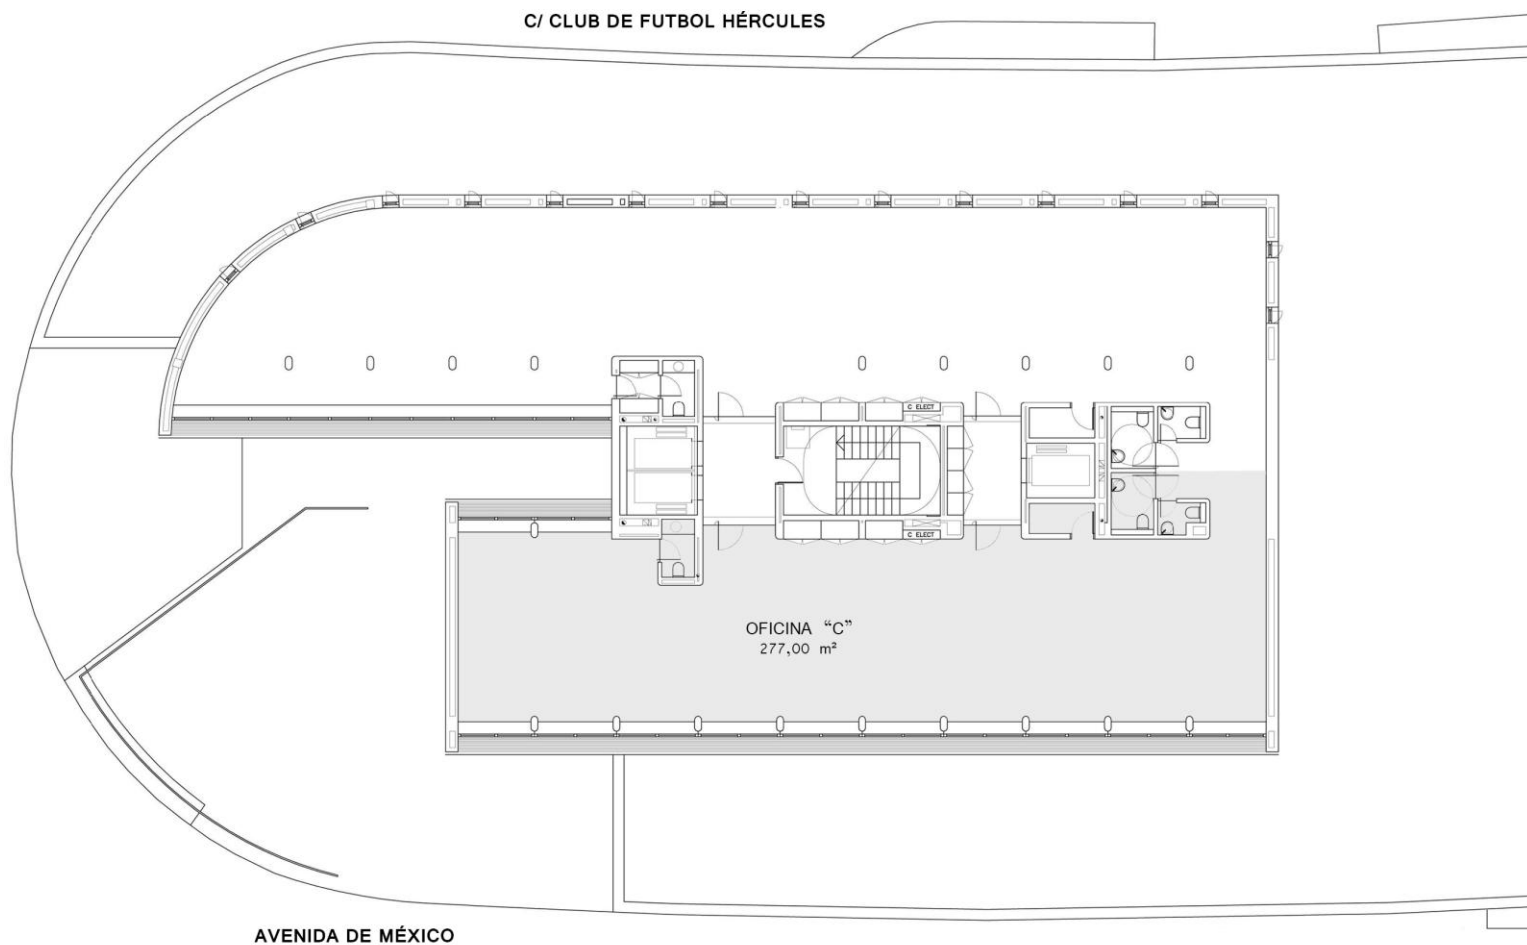 C/ CLUB DE FUTBOL HÉRCULES
C ELECT
C ELECT
OFICINA “C”
277,00 m²
AVENIDA DE MÉXICO